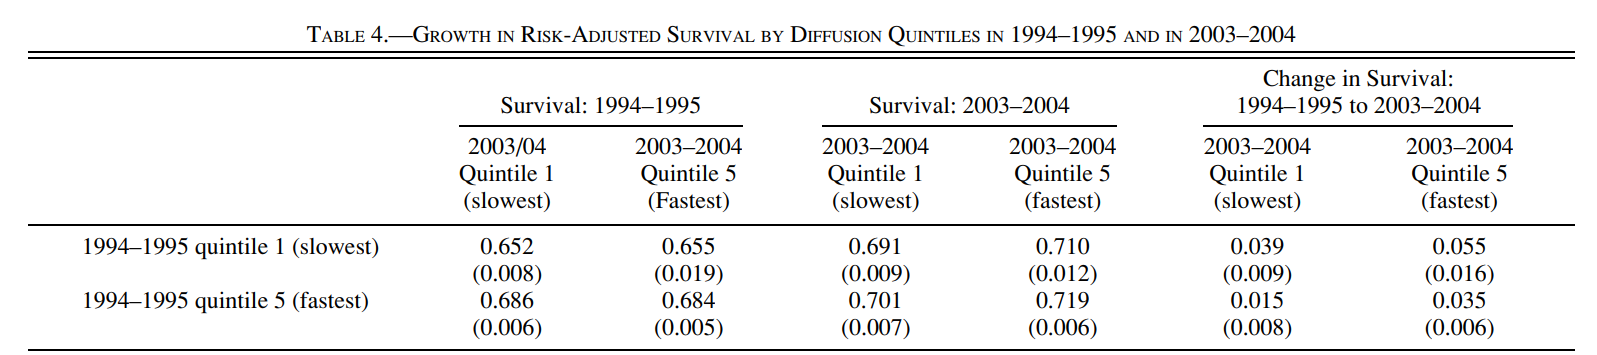 TABLE 4.—GROWTH IN RISK-ADJUSTED SURVIVAL BY DIFFUSION QUINTILES IN 1994–1995 AND IN 2003–2004
Change in Survival:
Survival: 1994–1995 Survival: 2003–2004 1994–1995 to 2003–2004
2003/04 2003–2004 2003–2004 2003–2004 2003–2004 2003–2004
Quintile 1 Quintile 5 Quintile 1 Quintile 5 Quintile 1 Quintile 5
(slowest) (Fastest) (slowest) (fastest) (slowest) (fastest)
1994–1995 quintile 1 (slowest) 0.652 0.655 0.691 0.710 0.039 0.055
(0.008) (0.019) (0.009) (0.012) (0.009) (0.016)
1994–1995 quintile 5 (fastest) 0.686 0.684 0.701 0.719 0.015 0.035
(0.006) (0.005) (0.007) (0.006) (0.008) (0.006)